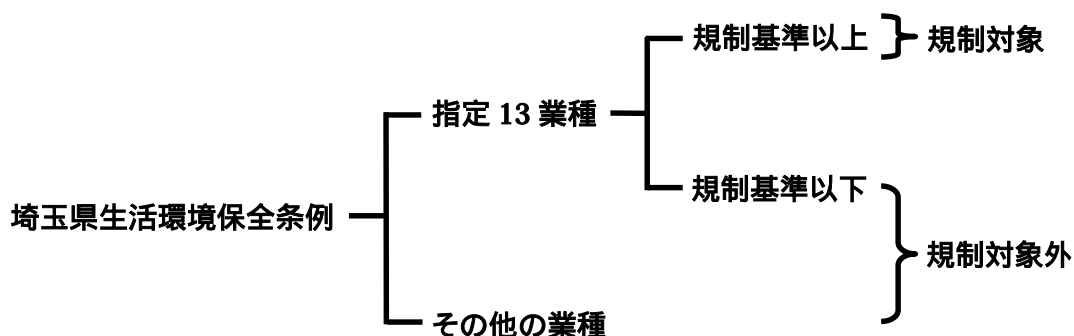 規制基準以上
規制対象
指定 13 業種
規制基準以下
埼玉県生活環境保全条例
規制対象外
その他の業種